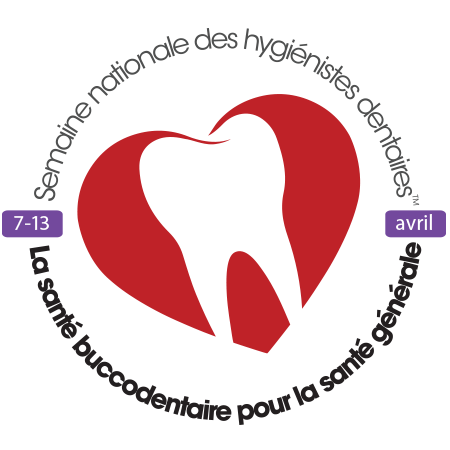 Semaine nationale des hygiénistes dentaires™
7-13
avril
La santé buccodentaire pour la santé générale